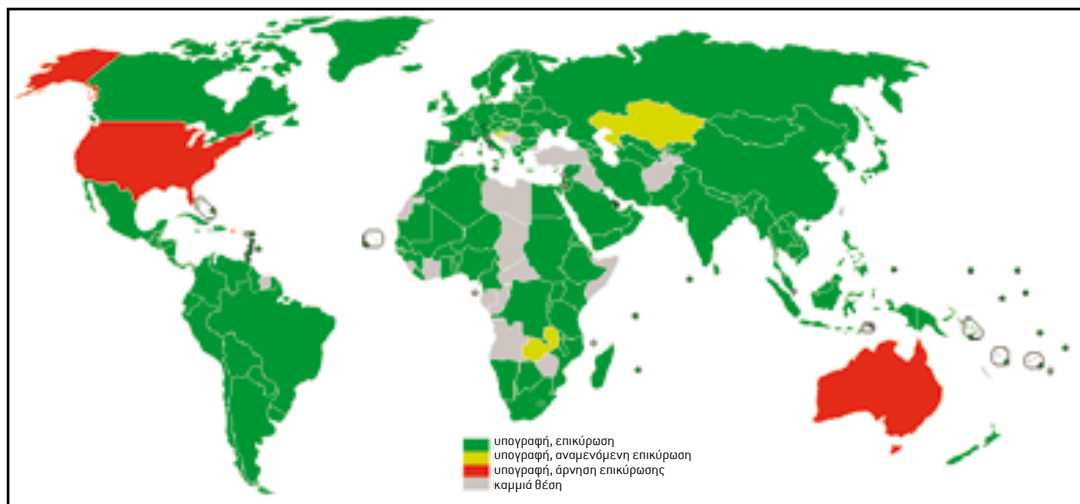 υπογραφή, επικύρωση
υπογραφή, αναμενόμενη επικύρωση
υπογραφή, άρνηση επικύρωσης
καμμιά θέση